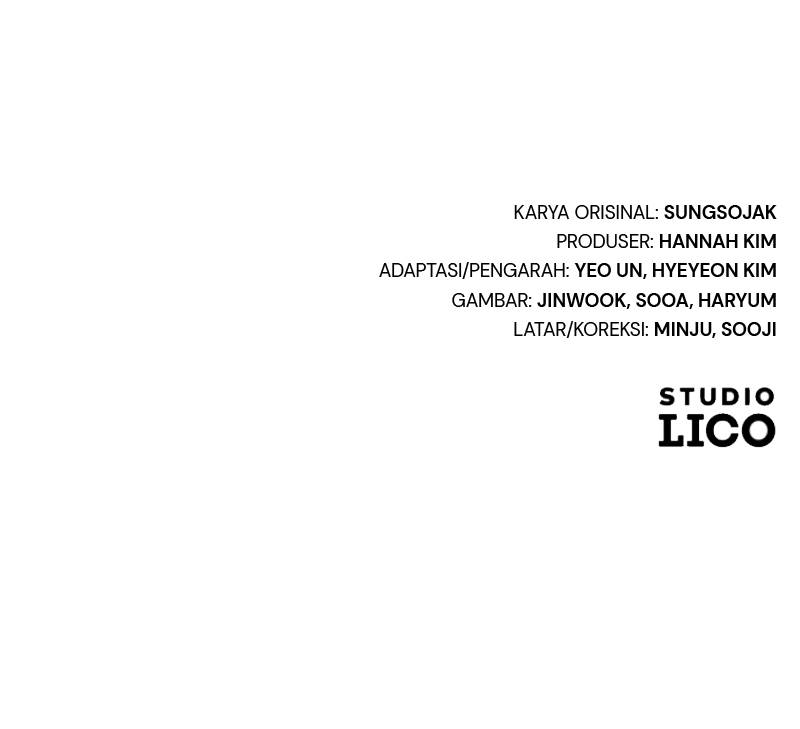 KARYA ORISINAL: SUNGSOJAK
PRODUSER: HANNAH KIM
ADAPTASI/PENGARAH: YEO UN, HYEYEON KIM
GAMBAR: JINWOOK, SOOA, HARYUM
LATAR/KOREKSI: MINJU, SOOJI
STUDIO
LICO